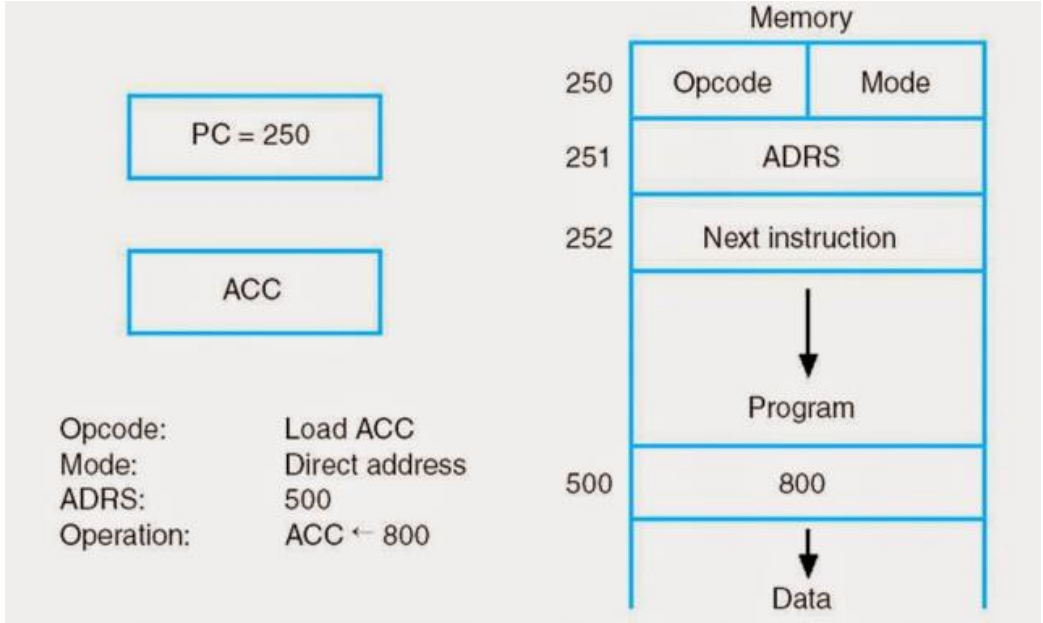 Memory
PC = 250
ACC
250 Opcode Mode
251 ADRS
252 Next instruction
Program
500 800
Data
Opcode: Load ACC
Mode: Direct address
ADRS: 500
Operation: ACC ← 800